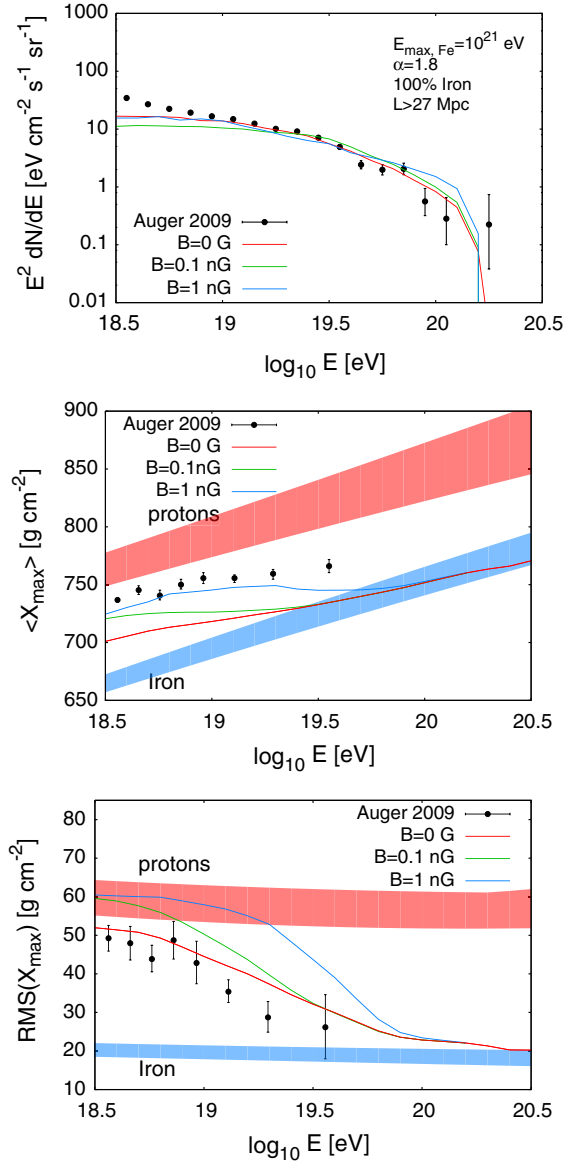 1000
100
10
1
0.1
0.01
E² dN/dE [eV cm⁻² s⁻¹ sr⁻¹]
E_max, Fe=10²¹ eV
α=1.8
100% Iron
L>27 Mpc
Auger 2009
B=0 G
B=0.1 nG
B=1 nG
18.5 19 19.5 20 20.5
log₁₀ E [eV]
900
850
800
750
700
650
<X_max> [g cm⁻²]
Auger 2009
B=0 G
B=0.1nG
B=1 nG
protons
Iron
18.5 19 19.5 20 20.5
log₁₀ E [eV]
80
70
60
50
40
30
20
10
RMS(X_max) [g cm⁻²]
Auger 2009
B=0 G
B=0.1 nG
B=1 nG
protons
Iron
18.5 19 19.5 20 20.5
log₁₀ E [eV]